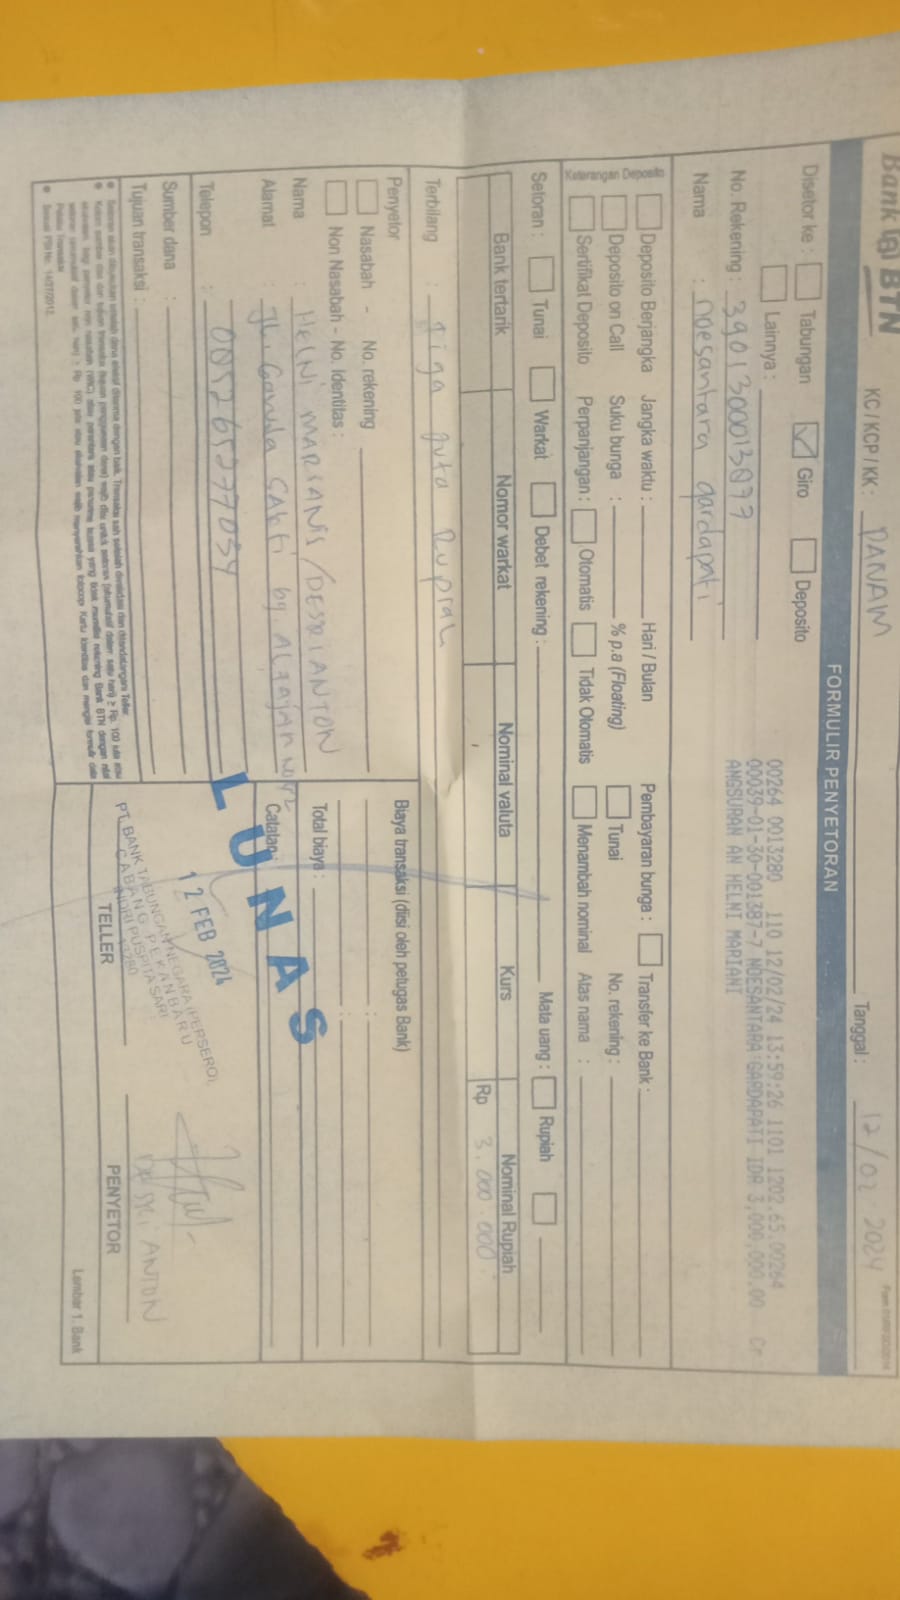 Bank BTN
KC / KCP / KK : PANAM
Tanggal : 12/02 2024
FORMULIR PENYETORAN
Disetor ke : Tabungan Giro Deposito
Lainnya :
No. Rekening :
Nama : noesantara gardapati
00264 0013280 110 12/02/24 13:59:26 1101 1202.65.00264
00039-01-30-001387-7 NOESANTARA GARDAPATI IDR 3,000,000.00 Cr
ANGSURAN AN HELNI MARIANI
Keterangan Deposito
Deposito Berjangka Jangka waktu : Hari / Bulan Pembayaran bunga : Transfer ke Bank :
Deposito on Call Suku bunga : % p.a (Floating) Tunai No. rekening :
Sertifikat Deposito Perpanjangan : Otomatis Tidak Otomatis Menambah nominal Atas nama :
Setoran : Tunai Warkat Debet rekening : Mata uang : Rupiah
Bank tertarik Nomor warkat Nominal valuta Kurs Nominal Rupiah
Rp 3.000.000
Terbilang : tiga juta Rupiah
Penyetor
Nasabah - No. rekening
Non Nasabah - No. Identitas :
Nama : HELNI MARIANIS/DESRI ANTON
Alamat : Jl. Garuda Sakti
Telepon :
Sumber dana :
Tujuan transaksi :
Biaya transaksi (diisi oleh petugas Bank)
Total biaya :
Catatan :
LUNAS
12 FEB 2024
PT. BANK TABUNGAN NEGARA (PERSERO),
CABANG PEKANBARU
INDRI PUSPITA SARI
13280
TELLER
DESRI ANTON
PENYETOR
Lembar 1. Bank